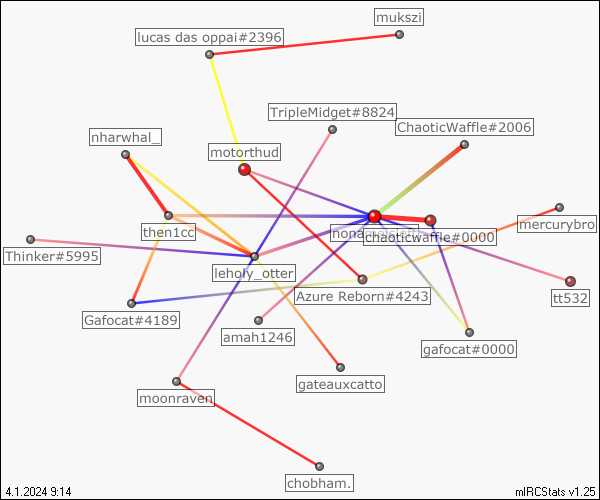 mukszi
lucas das oppai#2396
TripleMidget#8824
ChaoticWaffle#2006
nharwhal_
motorthud
mercurybro
then1cc
chaoticwaffle#0000
Thinker#5995
leholy_otter
Azure Reborn#4243
tt532
Gafocat#4189
amah1246
gafocat#0000
gateauxcatto
moonraven
chobham.
4.1.2024 9:14
mIRCStats v1.25